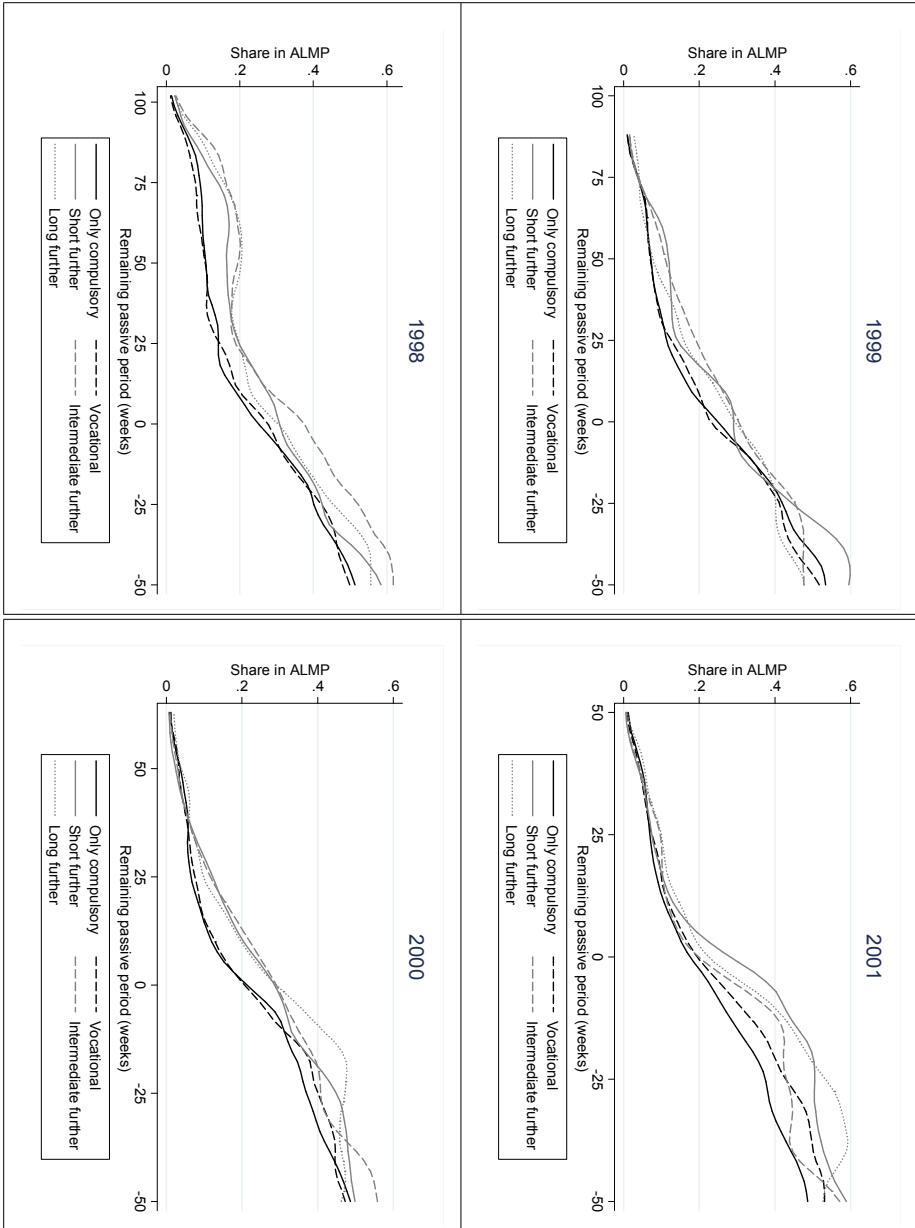 1999
Share in ALMP
.6
.4
.2
0
100 75 50 25 0 -25 -50
Remaining passive period (weeks)
Only compulsory Vocational
Short further Intermediate further
Long further
2001
Share in ALMP
.6
.4
.2
0
50 25 0 -25 -50
Remaining passive period (weeks)
Only compulsory Vocational
Short further Intermediate further
Long further
1998
Share in ALMP
.6
.4
.2
0
100 75 50 25 0 -25 -50
Remaining passive period (weeks)
Only compulsory Vocational
Short further Intermediate further
Long further
2000
Share in ALMP
.6
.4
.2
0
50 25 0 -25 -50
Remaining passive period (weeks)
Only compulsory Vocational
Short further Intermediate further
Long further